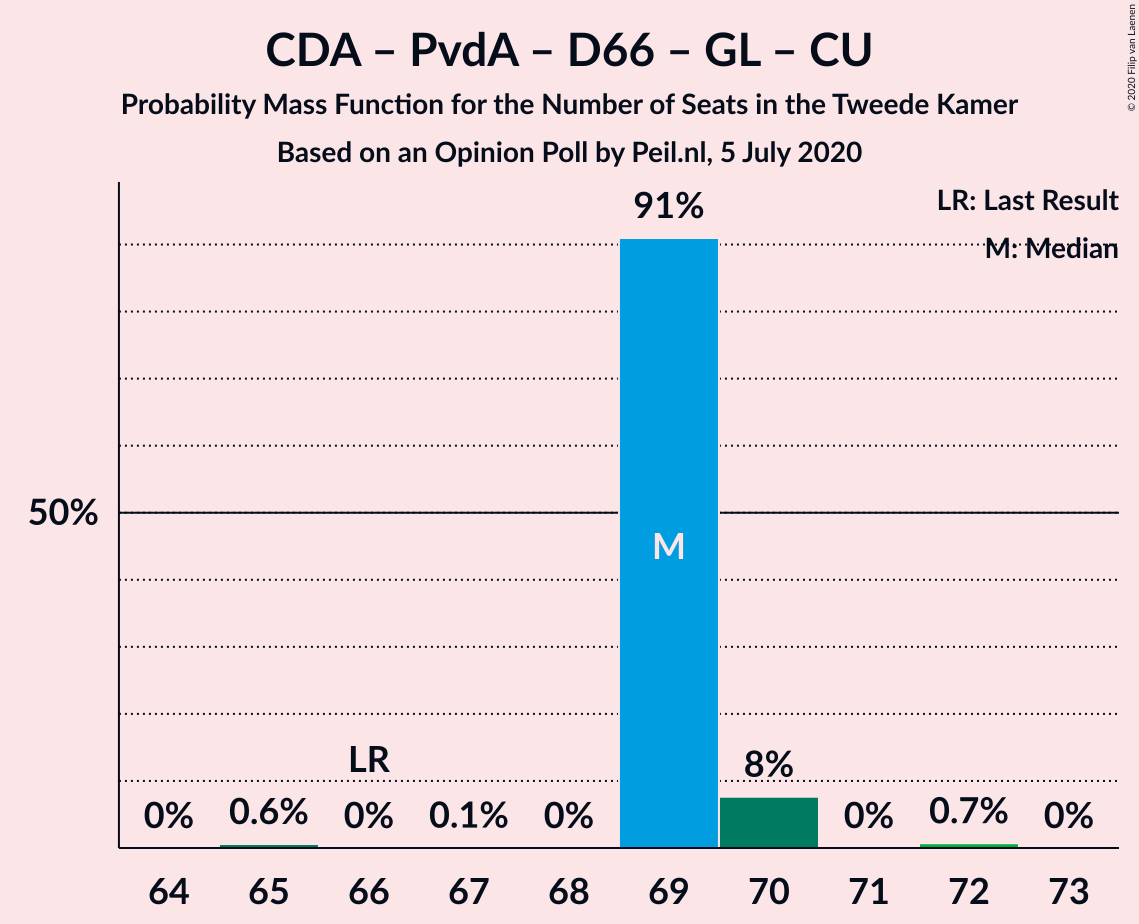 CDA – PvdA – D66 – GL – CU
Probability Mass Function for the Number of Seats in the Tweede Kamer
Based on an Opinion Poll by Peil.nl, 5 July 2020
© 2020 Filip van Laenen
LR: Last Result
M: Median
91%
50%
M
LR
8%
0% 0.6% 0% 0.1% 0% 0% 0.7% 0%
64 65 66 67 68 69 70 71 72 73